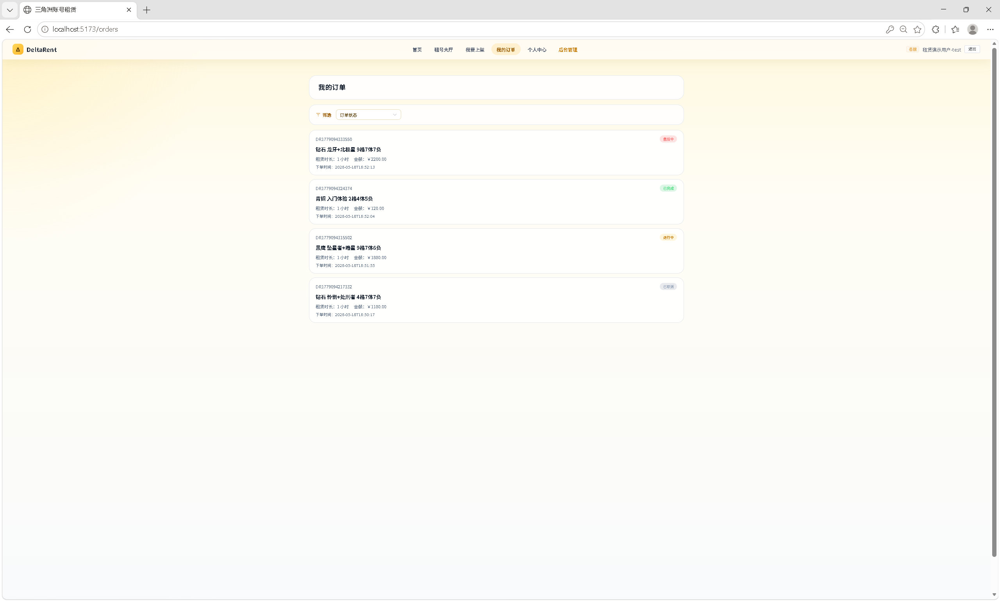 三角洲账号租赁
localhost:5173/orders
Δ DeltaRent
首页 租号大厅 我要上架 我的订单 个人中心 后台管理
客服 租赁演示用户-test 退出
我的订单
筛选 订单状态
DR1779094333550 售后中
钻石 龙牙+北极星 9格7体7负
租赁时长：1 小时 金额：￥2200.00
下单时间：2026-05-18T16:52:13
DR1779094324374 已完成
青铜 入门体验 2格4体5负
租赁时长：1 小时 金额：￥120.00
下单时间：2026-05-18T16:52:04
DR1779094315502 进行中
黑鹰 坠星者+暗星 9格7体6负
租赁时长：1 小时 金额：￥1880.00
下单时间：2026-05-18T16:51:55
DR1779094217332 已取消
钻石 怜悯+处刑者 4格7体7负
租赁时长：1 小时 金额：￥1180.00
下单时间：2026-05-18T16:50:17